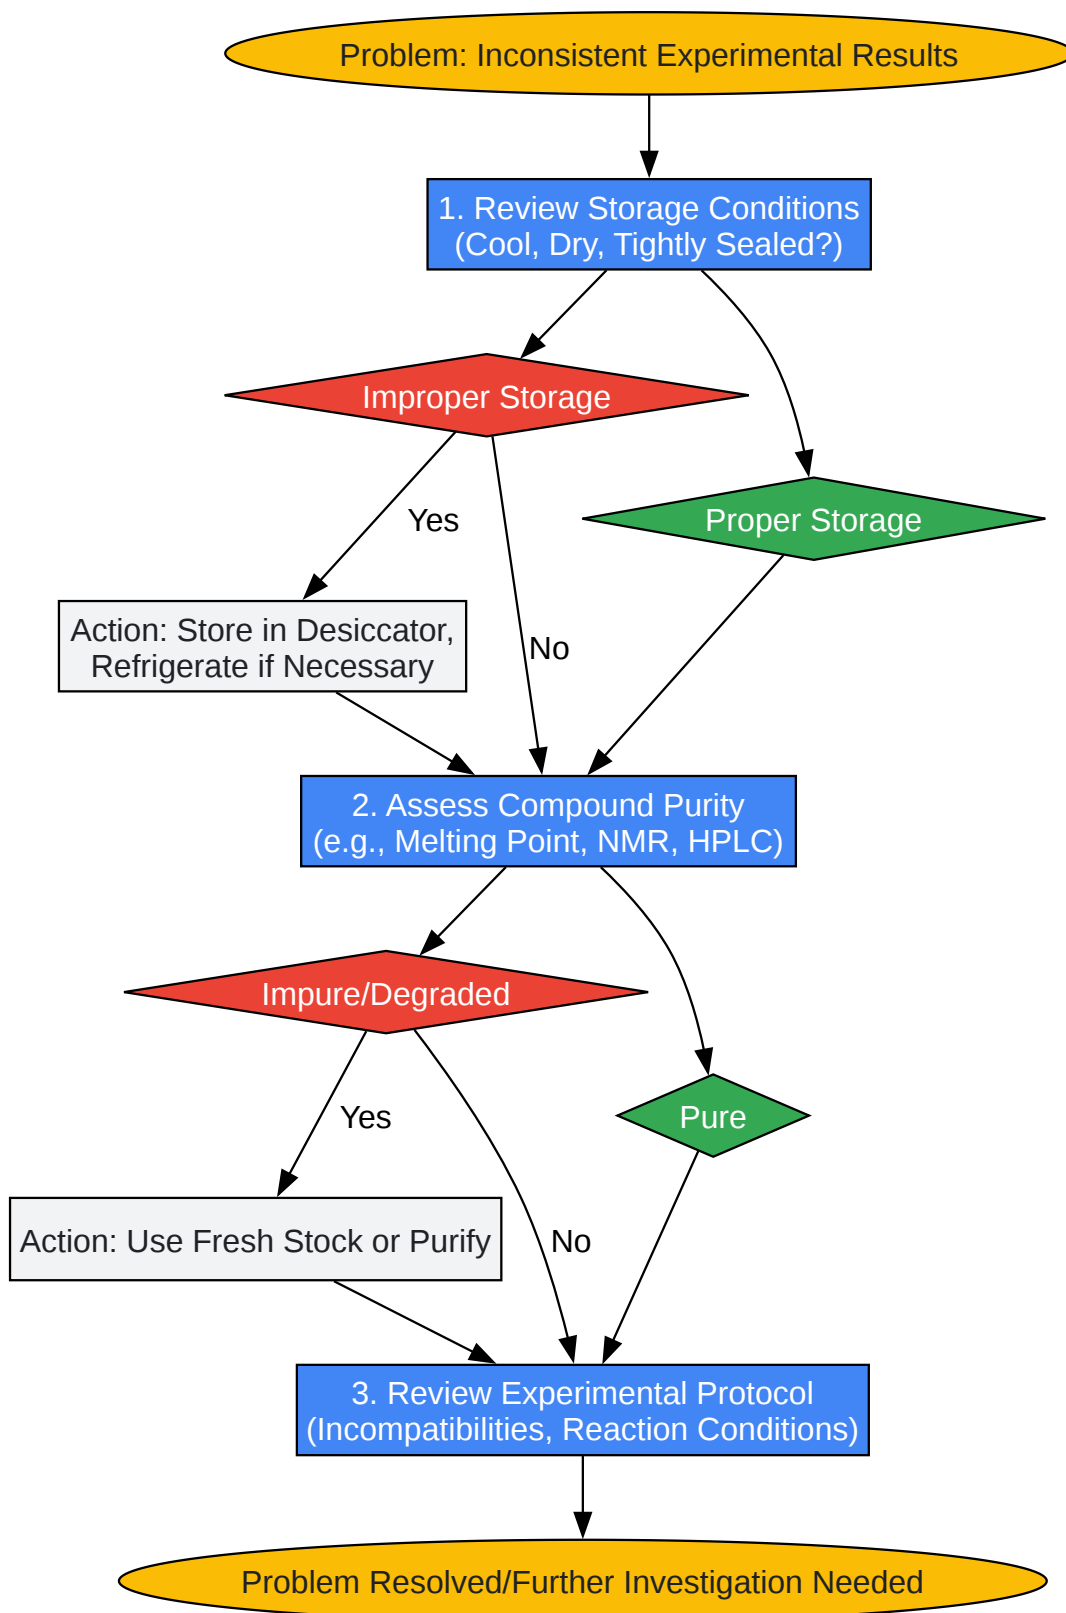 Problem: Inconsistent Experimental Results
1. Review Storage Conditions
(Cool, Dry, Tightly Sealed?)
Improper Storage
Proper Storage
Yes
No
Action: Store in Desiccator,
Refrigerate if Necessary
2. Assess Compound Purity
(e.g., Melting Point, NMR, HPLC)
Impure/Degraded
Pure
Yes
No
Action: Use Fresh Stock or Purify
3. Review Experimental Protocol
(Incompatibilities, Reaction Conditions)
Problem Resolved/Further Investigation Needed